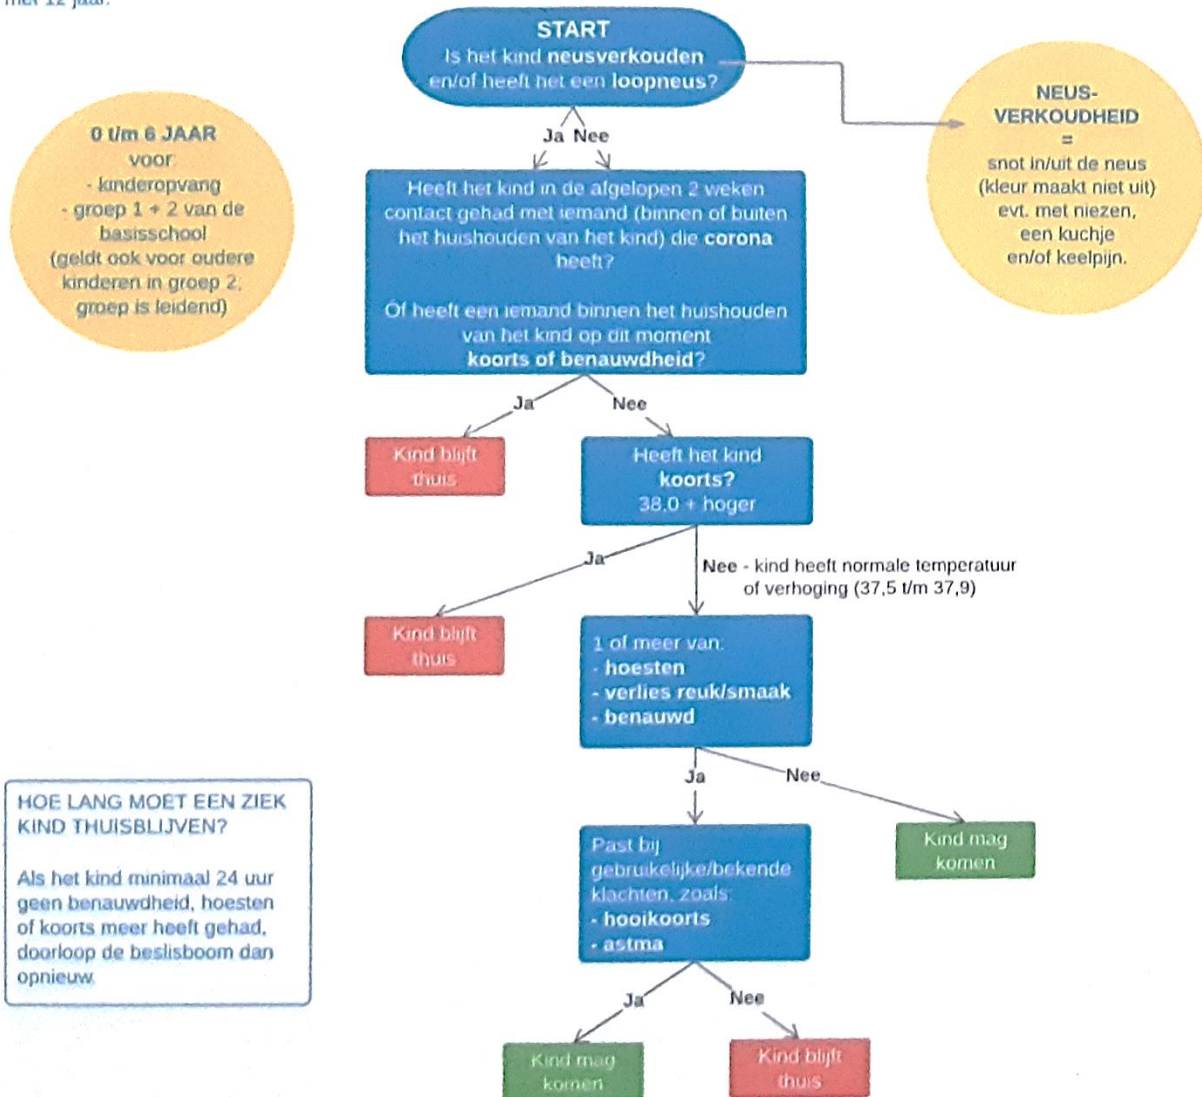 met 12 jaar.
START
Is het kind neusverkouden
en/of heeft het een loopneus?
NEUS-
VERKOUDHEID
=
snot in/uit de neus
(kleur maakt niet uit)
evt. met niezen,
een kuchje
en/of keelpijn.
0 t/m 6 JAAR
voor
- kinderopvang
- groep 1 + 2 van de
basisschool
(geldt ook voor oudere
kinderen in groep 2,
groep is leidend)
Ja Nee
Heeft het kind in de afgelopen 2 weken
contact gehad met iemand (binnen of buiten
het huishouden van het kind) die corona
heeft?
Óf heeft een iemand binnen het huishouden
van het kind op dit moment
koorts of benauwdheid?
Ja
Nee
Kind blijft
thuis
Heeft het kind
koorts?
38.0 + hoger
Ja
Nee - kind heeft normale temperatuur
of verhoging (37,5 t/m 37,9)
Kind blijft
thuis
1 of meer van:
- hoesten
- verlies reuk/smaak
- benauwd
Ja
Nee
Kind mag
komen
Past bij
gebruikelijke/bekende
klachten, zoals:
- hooikoorts
- astma
Ja
Nee
Kind mag
komen
Kind blijft
thuis
HOE LANG MOET EEN ZIEK
KIND THUISBLIJVEN?
Als het kind minimaal 24 uur
geen benauwdheid, hoesten
of koorts meer heeft gehad,
doorloop de beslisboom dan
opnieuw.